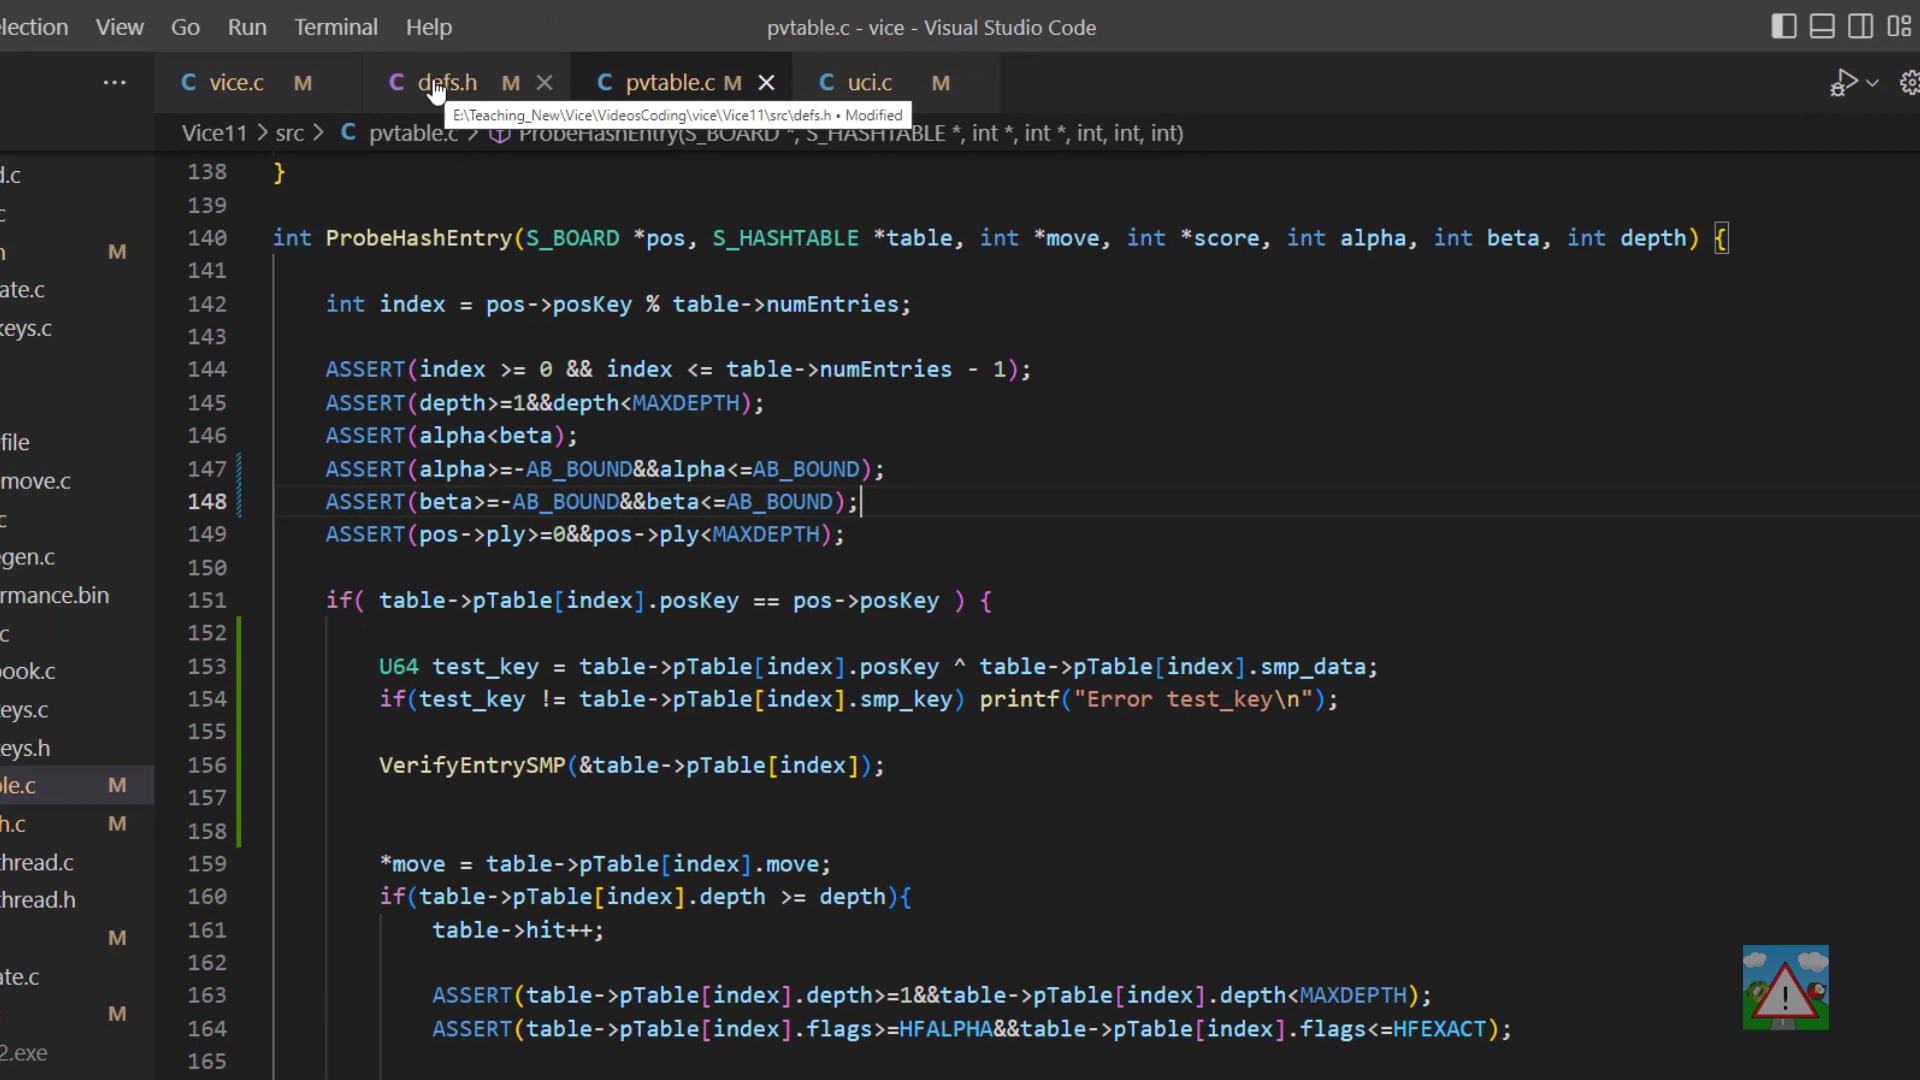 election View Go Run Terminal Help pvtable.c - vice - Visual Studio Code
··· C vice.c M C defs.h M C pvtable.c M C uci.c M
E:\Teaching_New\Vice\VideosCoding\vice\Vice11\src\defs.h • Modified
Vice11 > src > C pvtable.c > ProbeHashEntry(S_BOARD *, S_HASHTABLE *, int *, int *, int, int, int)
d.c
c
n M
ate.c
keys.c
file
move.c
c
egen.c
rmance.bin
c
book.c
eys.c
eys.h
le.c M
h.c M
thread.c
thread.h
M
ate.c
M
2.exe
138 }
139
140 int ProbeHashEntry(S_BOARD *pos, S_HASHTABLE *table, int *move, int *score, int alpha, int beta, int depth) {
141
142 int index = pos->posKey % table->numEntries;
143
144 ASSERT(index >= 0 && index <= table->numEntries - 1);
145 ASSERT(depth>=1&&depth<MAXDEPTH);
146 ASSERT(alpha<beta);
147 ASSERT(alpha>=-AB_BOUND&&alpha<=AB_BOUND);
148 ASSERT(beta>=-AB_BOUND&&beta<=AB_BOUND);
149 ASSERT(pos->ply>=0&&pos->ply<MAXDEPTH);
150
151 if( table->pTable[index].posKey == pos->posKey ) {
152
153 U64 test_key = table->pTable[index].posKey ^ table->pTable[index].smp_data;
154 if(test_key != table->pTable[index].smp_key) printf("Error test_key\n");
155
156 VerifyEntrySMP(&table->pTable[index]);
157
158
159 *move = table->pTable[index].move;
160 if(table->pTable[index].depth >= depth){
161 table->hit++;
162
163 ASSERT(table->pTable[index].depth>=1&&table->pTable[index].depth<MAXDEPTH);
164 ASSERT(table->pTable[index].flags>=HFALPHA&&table->pTable[index].flags<=HFEXACT);
165